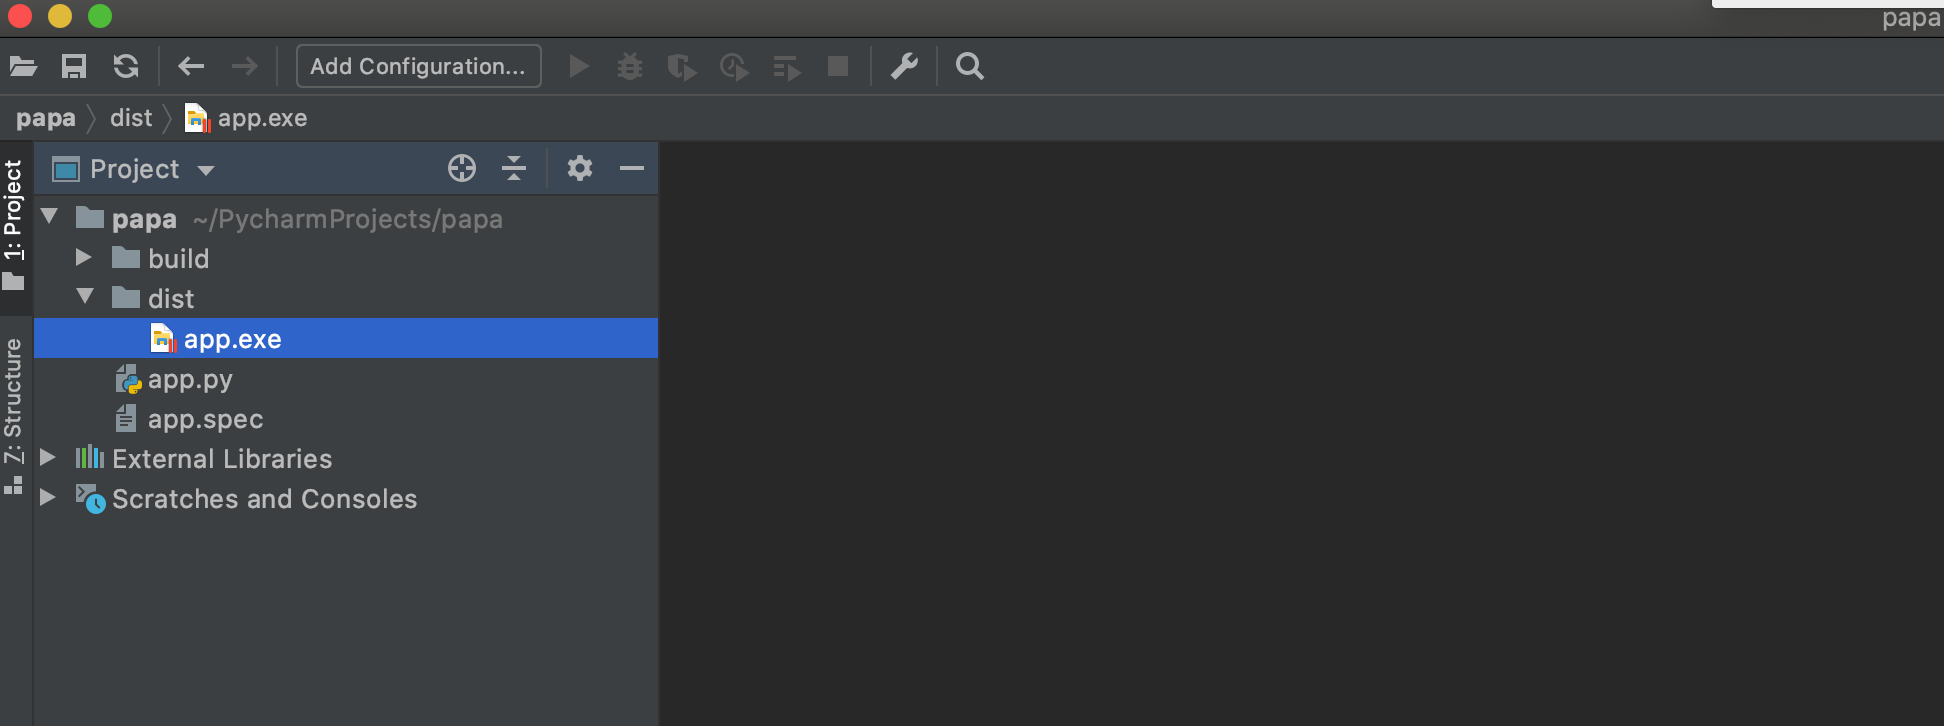 papa
Add Configuration...
papa dist app.exe
1: Project
Project
papa ~/PycharmProjects/papa
build
dist
app.exe
app.py
app.spec
7: Structure
External Libraries
Scratches and Consoles